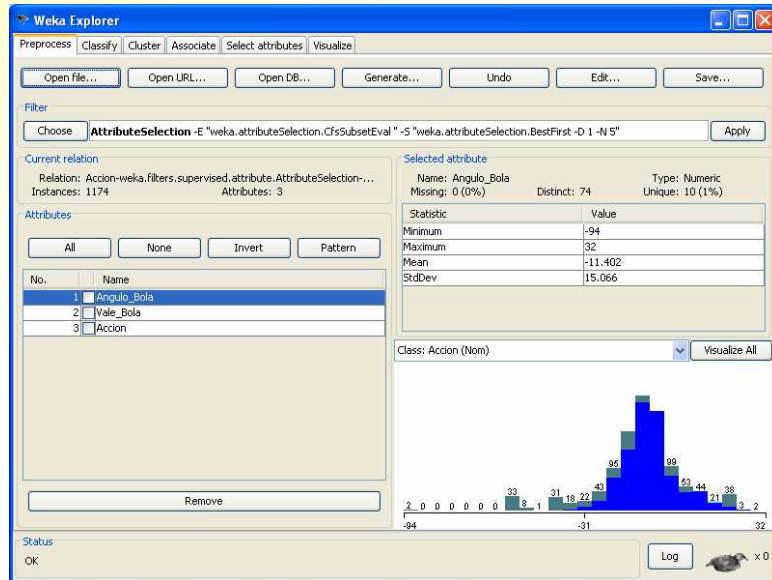 Weka Explorer
Preprocess Classify Cluster Associate Select attributes Visualize
Open file... Open URL... Open DB... Generate... Undo Edit... Save...
Filter
Choose AttributeSelection -E "weka.attributeSelection.CfsSubsetEval " -S "weka.attributeSelection.BestFirst -D 1 -N 5" Apply
Current relation
Relation: Accion-weka.filters.supervised.attribute.AttributeSelection-...
Instances: 1174 Attributes: 3
Attributes
All None Invert Pattern
No. Name
1 Angulo_Bola
2 Vale_Bola
3 Accion
Remove
Selected attribute
Name: Angulo_Bola Type: Numeric
Missing: 0 (0%) Distinct: 74 Unique: 10 (1%)
Statistic Value
Minimum -94
Maximum 32
Mean -11.402
StdDev 15.066
Class: Accion (Nom) Visualize All
2 0 0 0 0 0 0 33 8 1 31 18 22 43 95 99 53 44 21 38 3 2
-94 -31 32
Status
OK
Log x 0